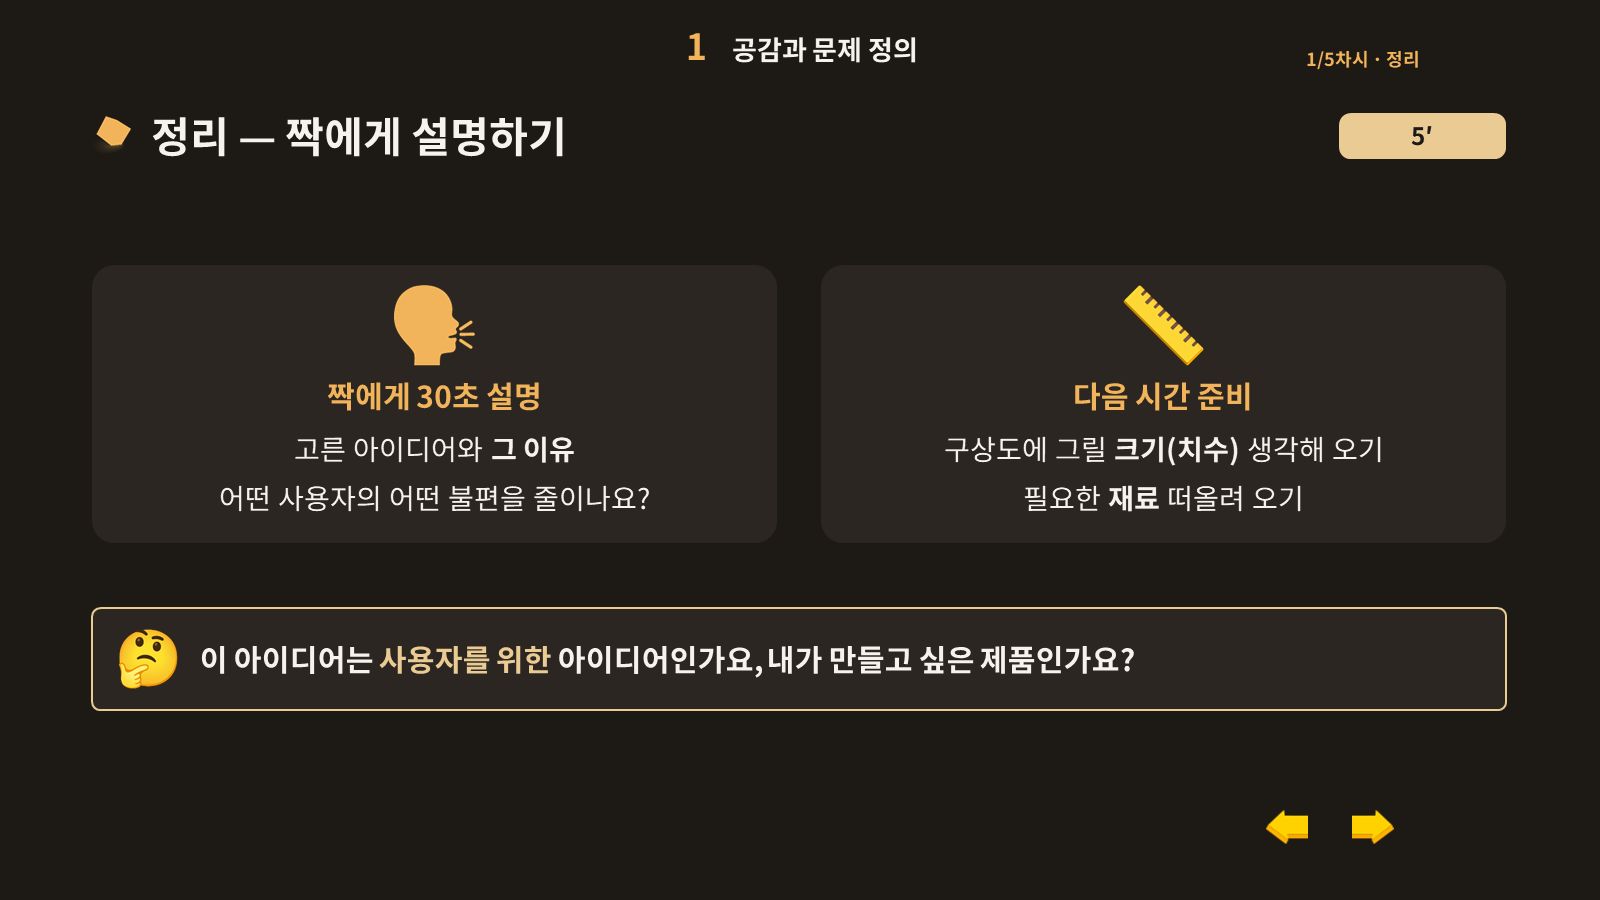 1 공감과 문제 정의
1/5차시 · 정리
정리 — 짝에게 설명하기
5′
짝에게 30초 설명
고른 아이디어와 그 이유
어떤 사용자의 어떤 불편을 줄이나요?
다음 시간 준비
구상도에 그릴 크기(치수) 생각해 오기
필요한 재료 떠올려 오기
이 아이디어는 사용자를 위한 아이디어인가요, 내가 만들고 싶은 제품인가요?